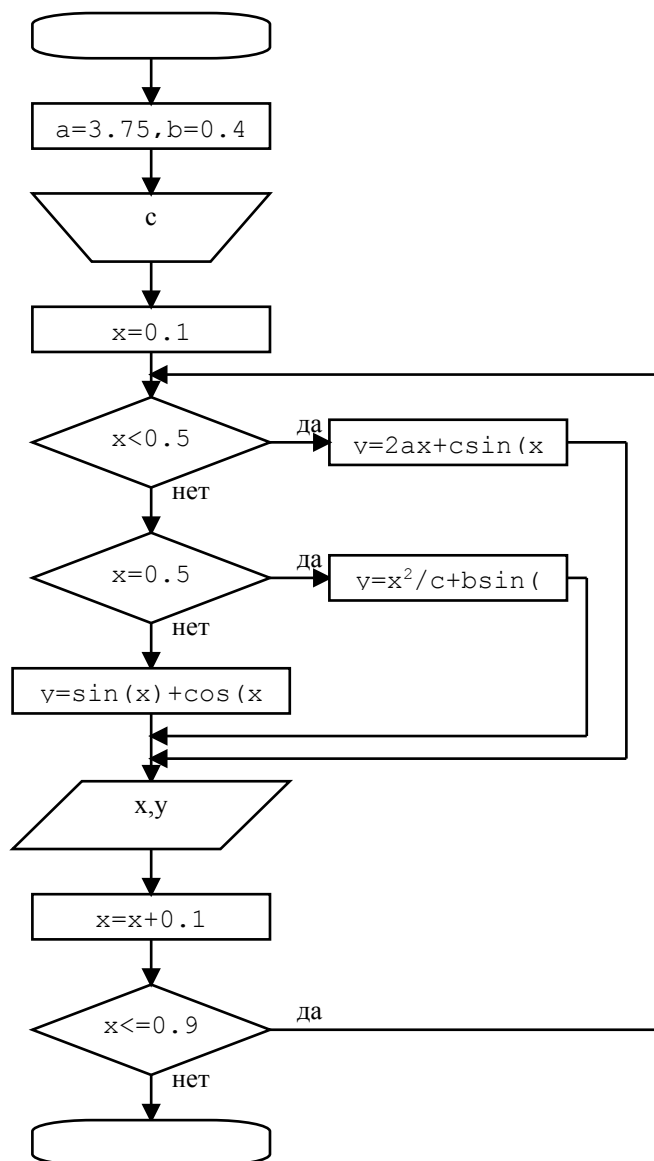 a=3.75,b=0.4
c
x=0.1
x<0.5
да
y=2ax+csin(x
нет
x=0.5
да
y=x²/c+bsin(
нет
y=sin(x)+cos(x
x,y
x=x+0.1
x<=0.9
да
нет